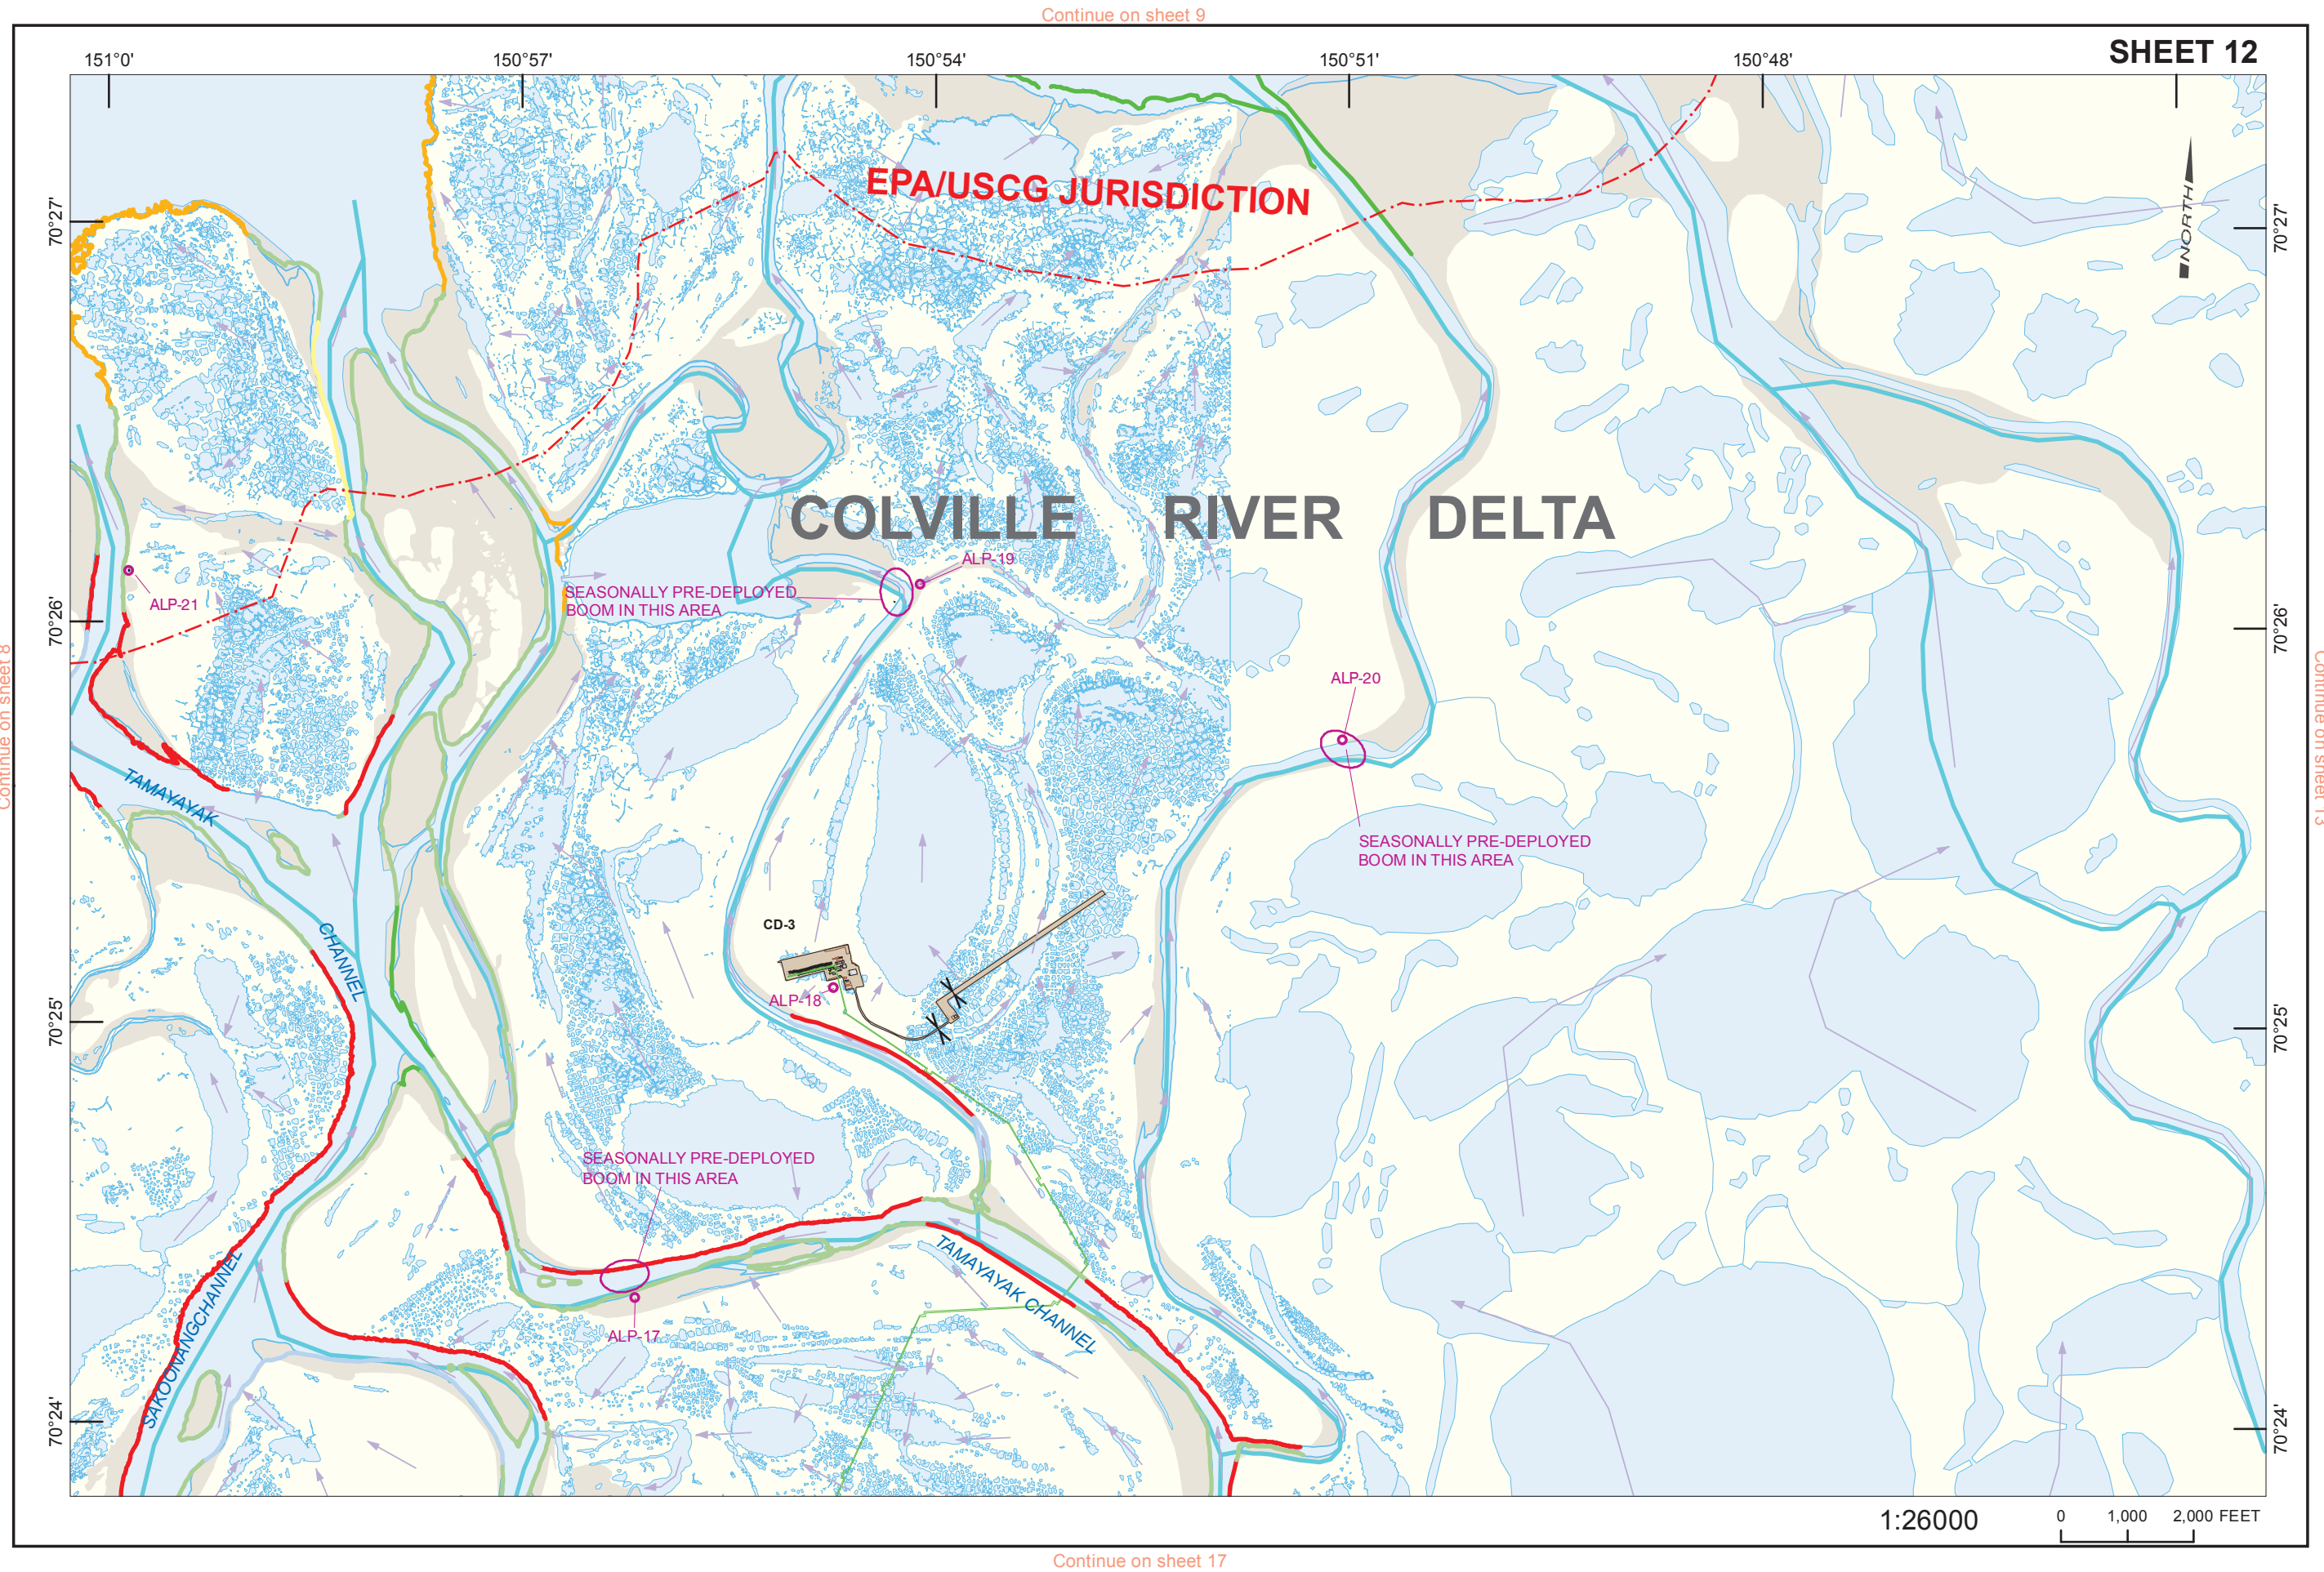 Continue on sheet 9
SHEET 12
151°0'
150°57'
150°54'
150°51'
150°48'
EPA/USCG JURISDICTION
70°27'
70°27'
NORTH
COLVILLE RIVER DELTA
ALP-19
SEASONALLY PRE-DEPLOYED
BOOM IN THIS AREA
ALP-21
70°26'
70°26'
Continue on sheet 8
Continue on sheet 13
ALP-20
TAMAYAYAK
CHANNEL
SEASONALLY PRE-DEPLOYED
BOOM IN THIS AREA
CD-3
ALP-18
70°25'
70°25'
SEASONALLY PRE-DEPLOYED
BOOM IN THIS AREA
SAKOONANGCHANNEL
TAMAYAYAK CHANNEL
ALP-17
70°24'
70°24'
1:26000
0 1,000 2,000 FEET
Continue on sheet 17